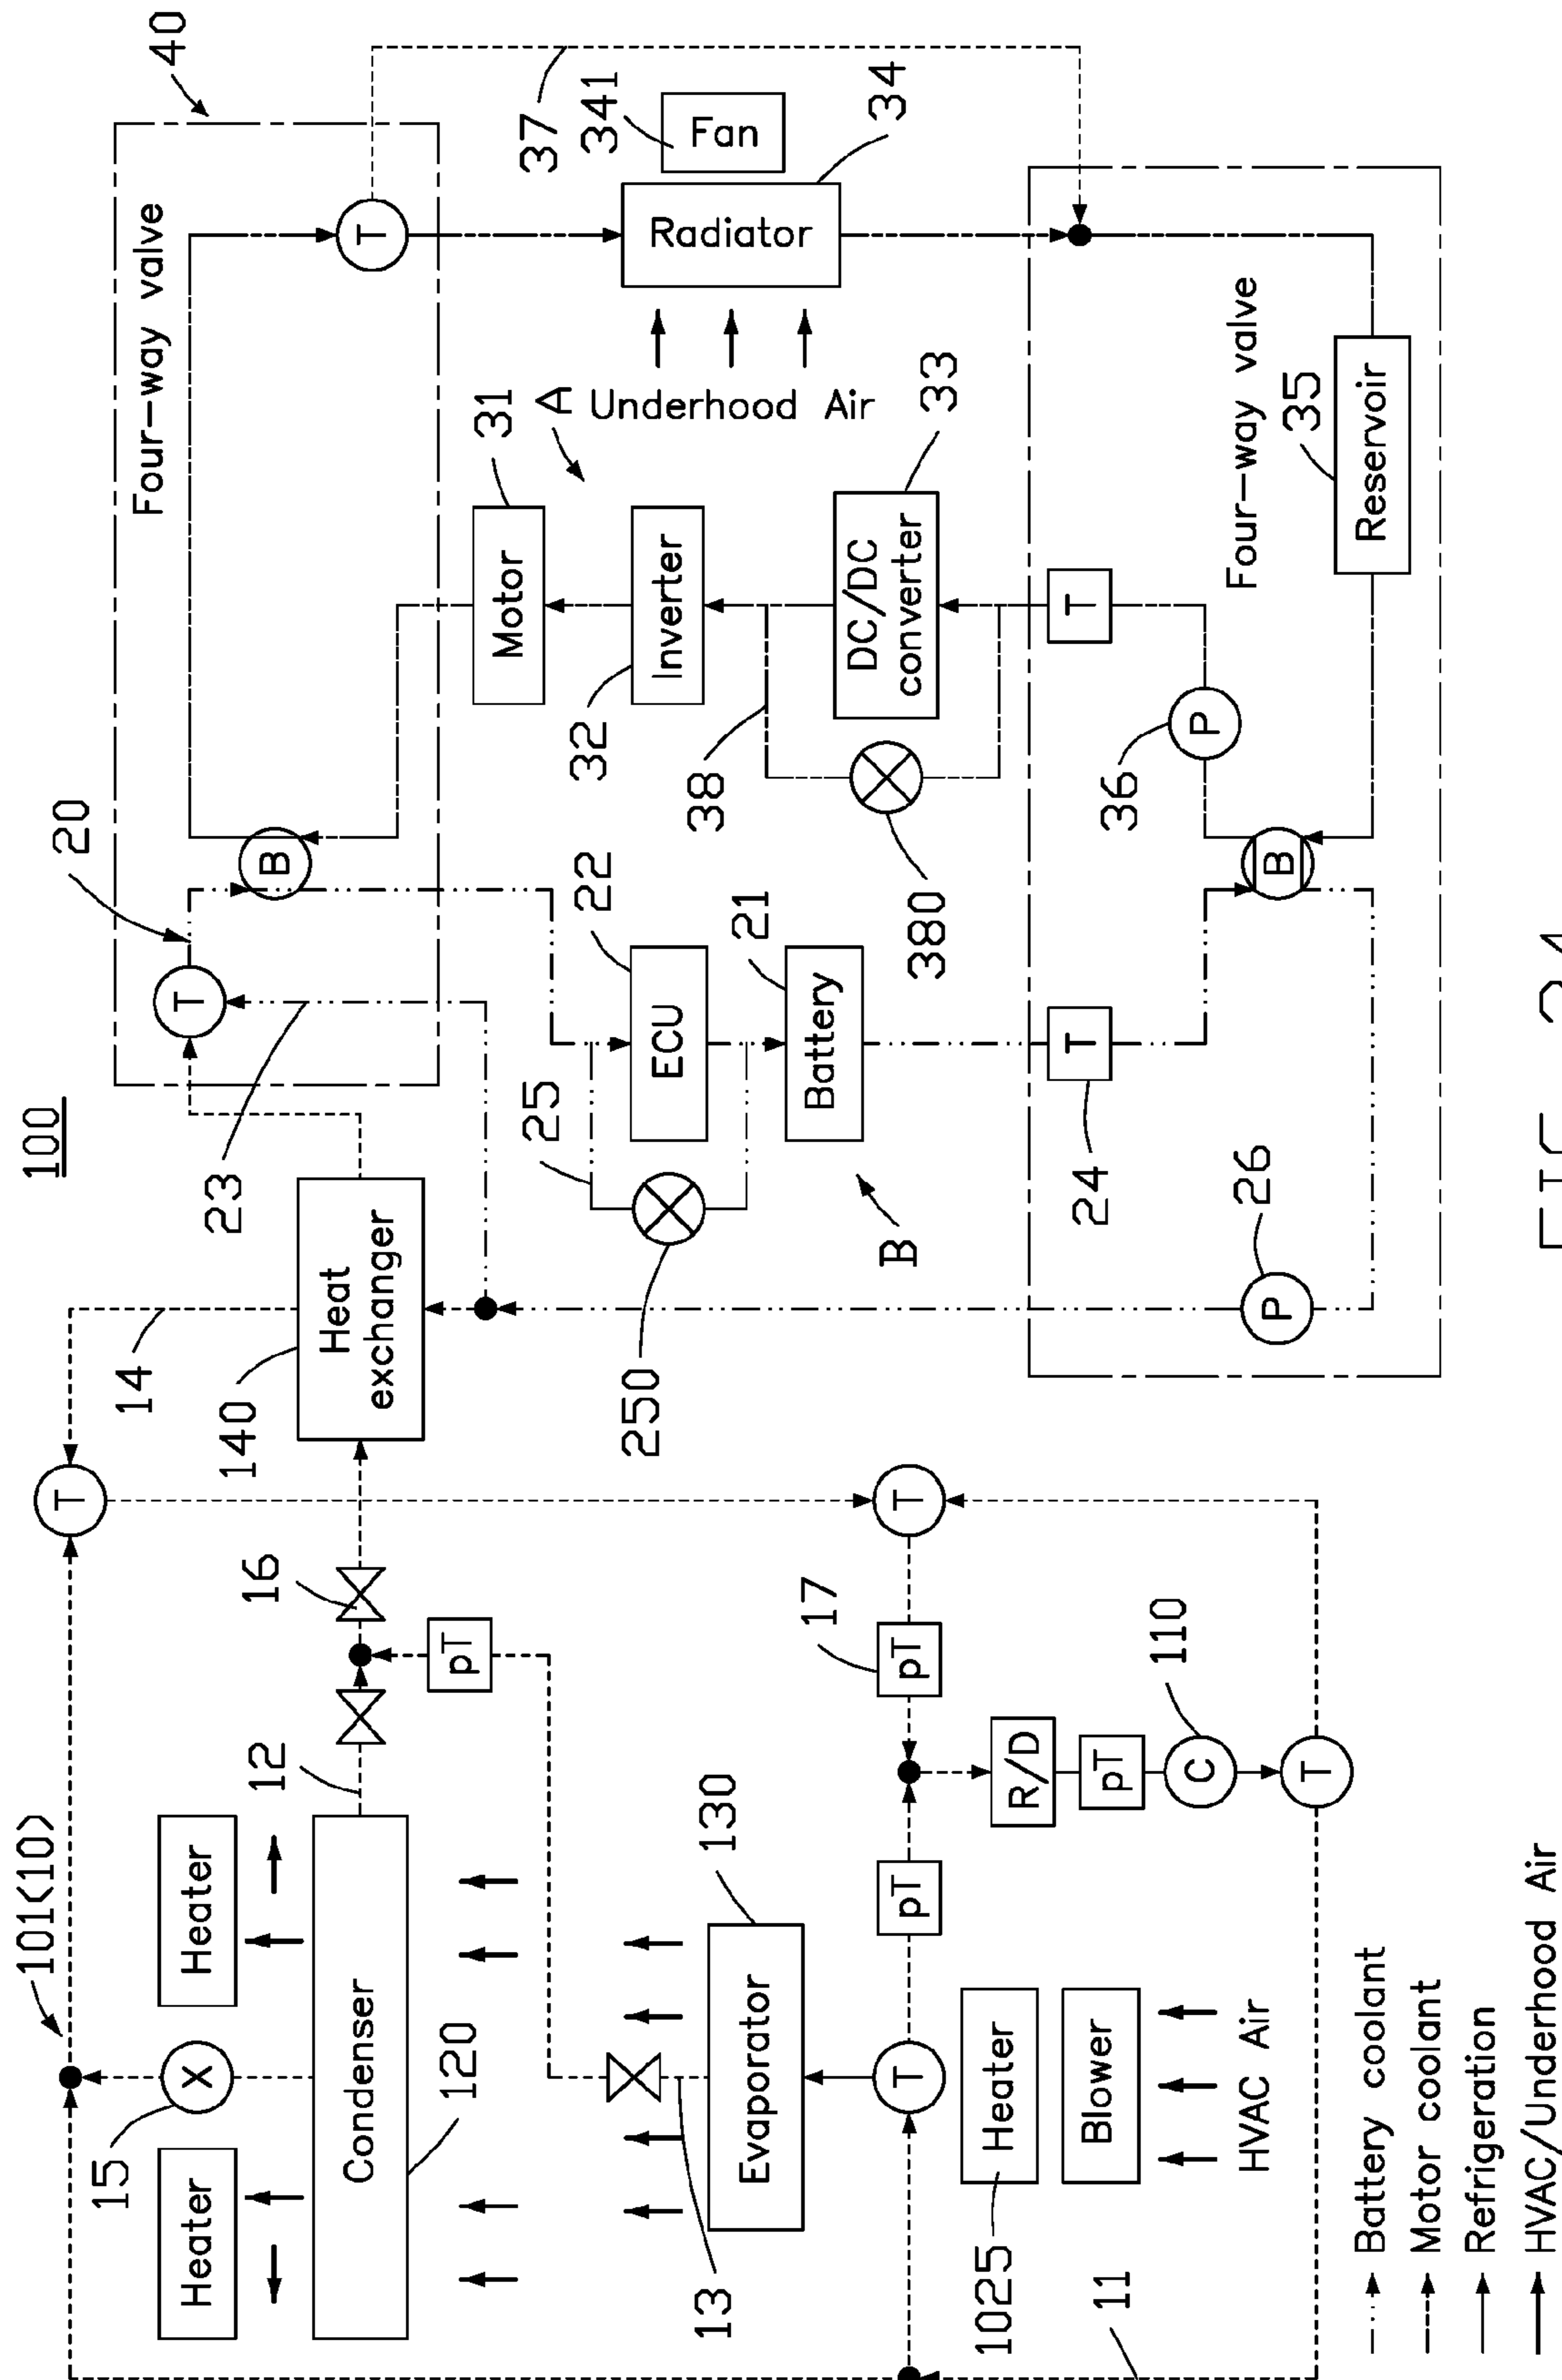 100
20
40
Four-way valve
T
T
B
101(10)
T
14
23
37
341
Fan
34
Radiator
Underhood Air
A
31
Motor
32
Inverter
33
DC/DC
converter
38
380
22
ECU
21
Battery
25
250
B
140
Heat
exchanger
16
12
pT
Heater
Heater
15
X
Condenser
120
13
130
Evaporator
T
pT
17
pT
T
R/D
pT
110
C
T
1025
Heater
Blower
HVAC Air
11
T
24
T
Four-way valve
36
P
35
Reservoir
B
26
P
Battery coolant
Motor coolant
Refrigeration
HVAC/Underhood Air